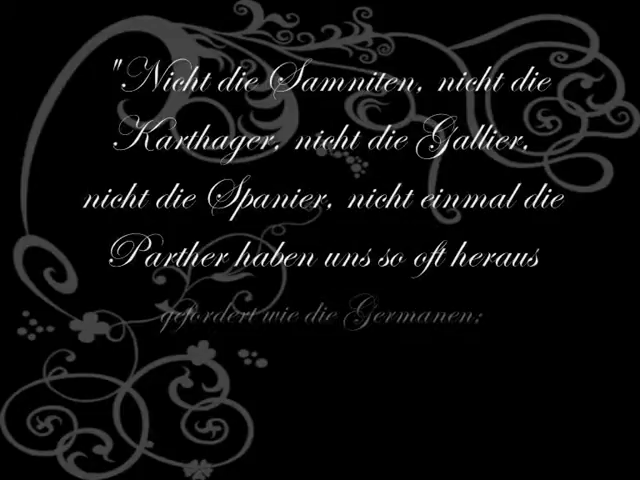 "Nicht die Samniten, nicht die
Karthager, nicht die Gallier,
nicht die Spanier, nicht einmal die
Parther haben uns so oft heraus
gefordert wie die Germanen;